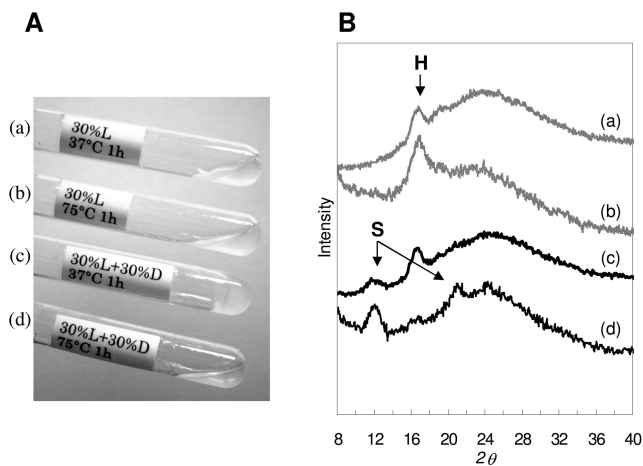 A
(a)
30%L
37°C 1h
(b)
30%L
75°C 1h
(c)
30%L+30%D
37°C 1h
(d)
30%L+30%D
75°C 1h
B
H
(a)
(b)
S
(c)
(d)
Intensity
8 12 16 20 24 28 32 36 40
2θ